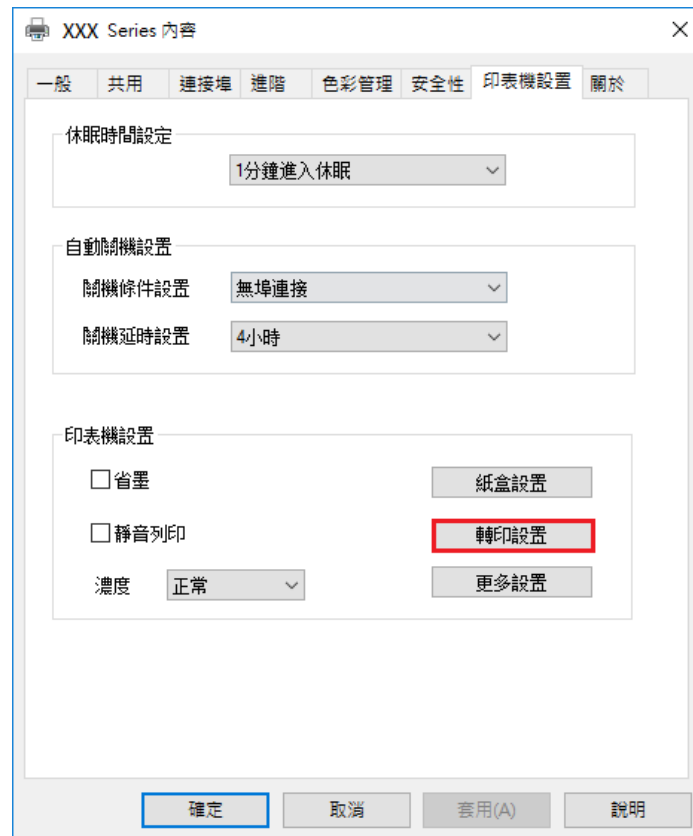 XXX Series 內容
一般 共用 連接埠 進階 色彩管理 安全性 印表機設置 關於
休眠時間設定
1分鐘進入休眠
自動關機設置
關機條件設置 無埠連接
關機延時設置 4小時
印表機設置
省墨 紙盒設置
靜音列印 轉印設置
濃度 正常 更多設置
確定 取消 套用(A) 說明